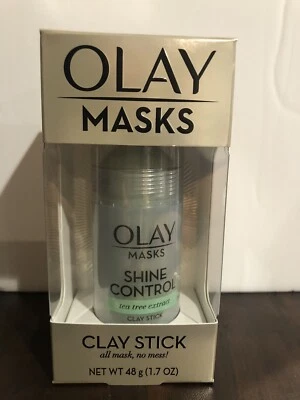 OLAY
MASKS
OLAY
MASKS
SHINE
CONTROL
tea tree extract
CLAY STICK
CLAY STICK
all mask, no mess!
NET WT 48 g (1.7 OZ)